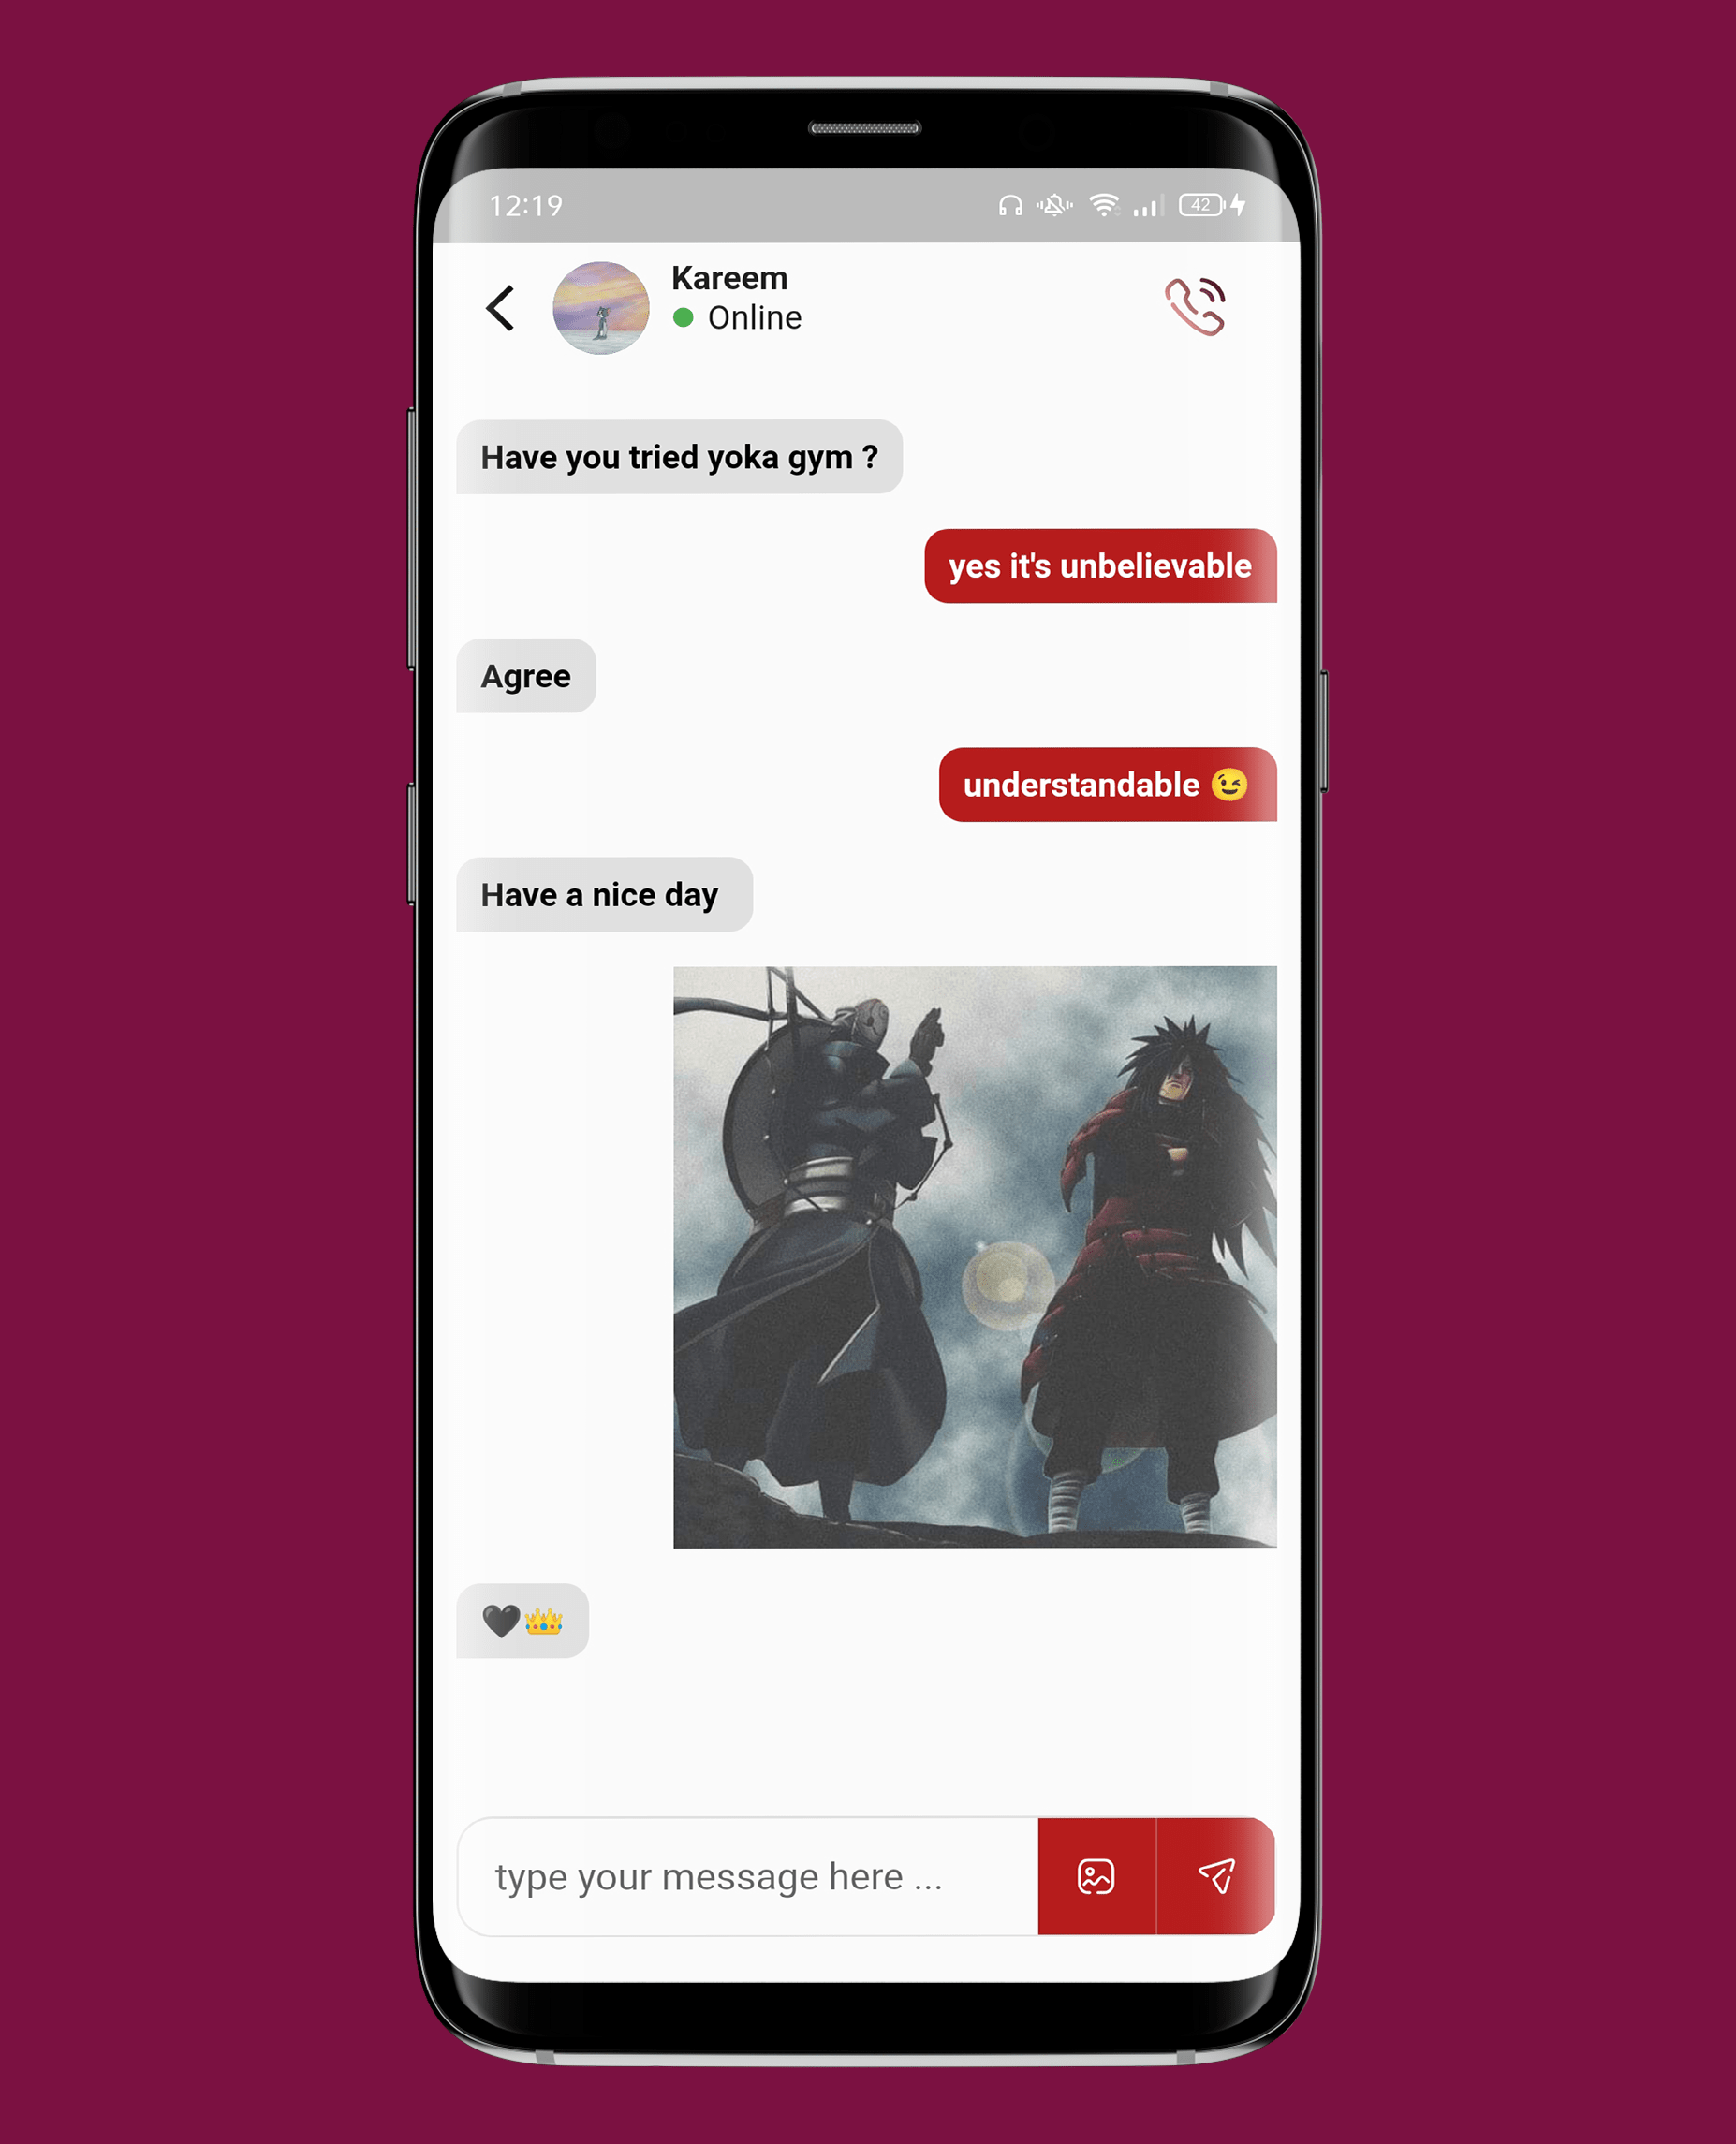 12:19
42
Kareem
Online
Have you tried yoka gym ?
yes it's unbelievable
Agree
understandable 😉
Have a nice day
🖤👑
type your message here ...